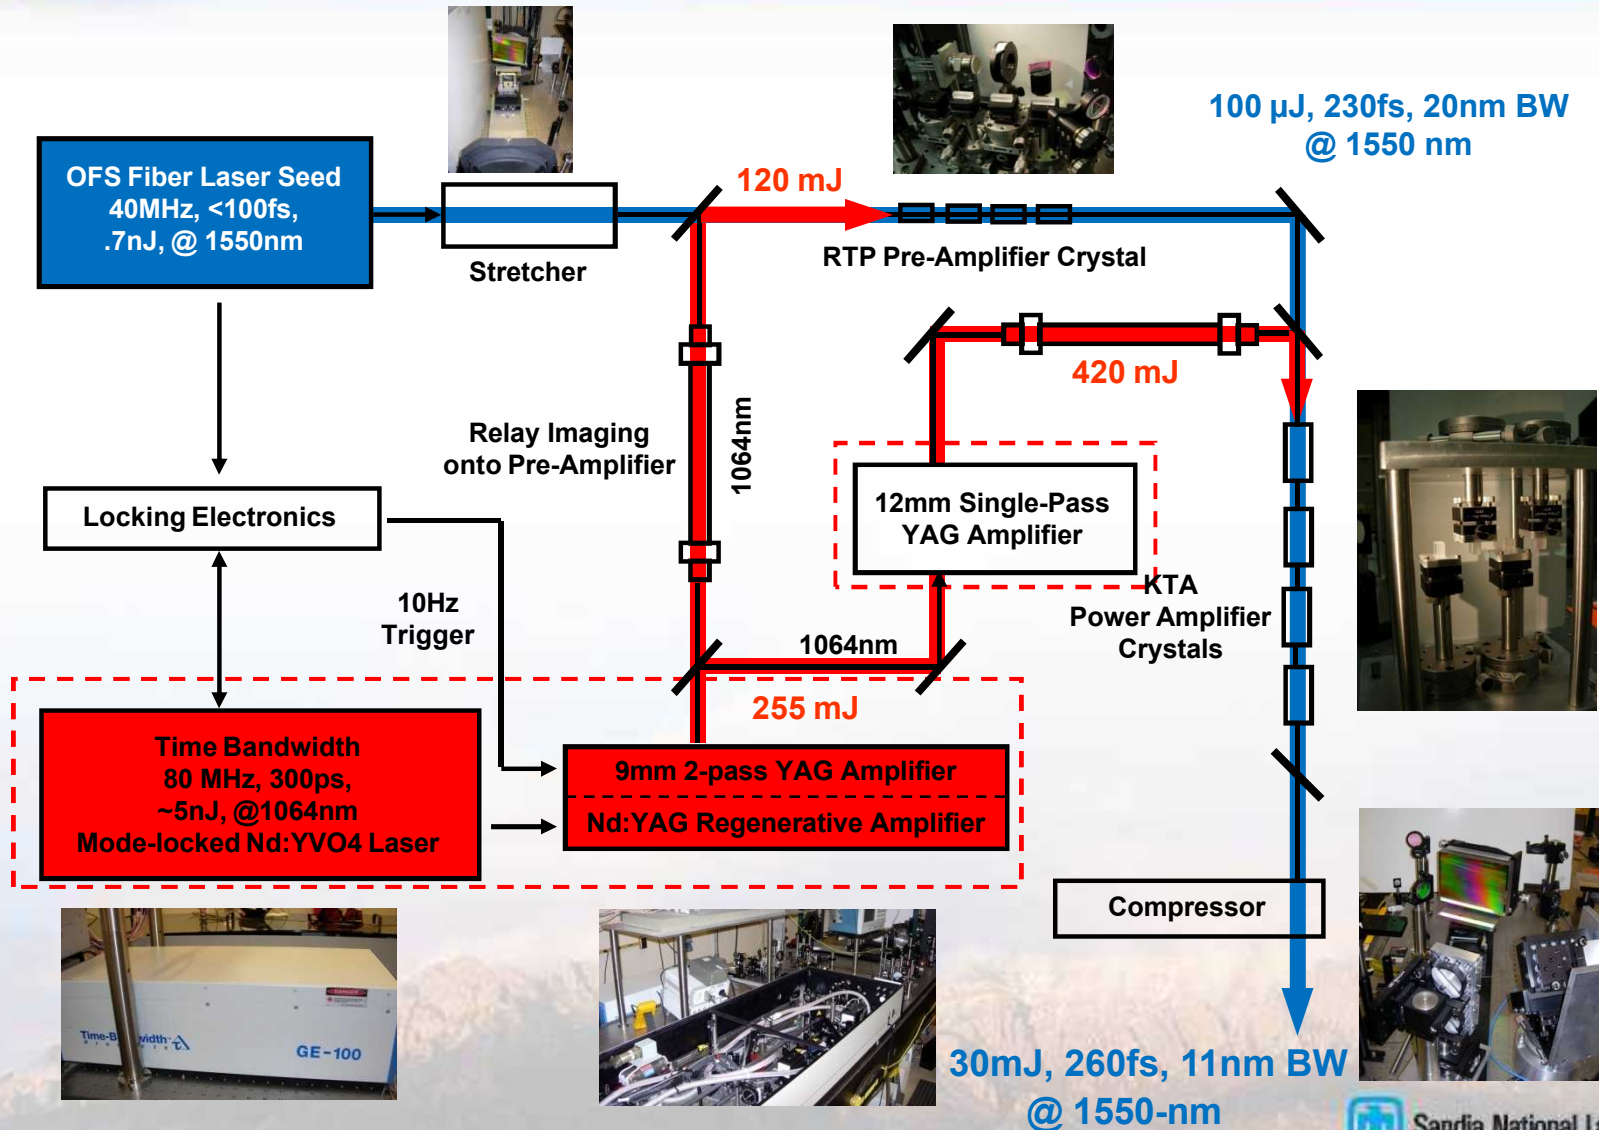 100 µJ, 230fs, 20nm BW
@ 1550 nm
OFS Fiber Laser Seed
40MHz, <100fs,
.7nJ, @ 1550nm
Stretcher
120 mJ
RTP Pre-Amplifier Crystal
420 mJ
Relay Imaging
onto Pre-Amplifier
1064nm
Locking Electronics
12mm Single-Pass
YAG Amplifier
KTA
Power Amplifier
Crystals
10Hz
Trigger
1064nm
255 mJ
Time Bandwidth
80 MHz, 300ps,
~5nJ, @1064nm
Mode-locked Nd:YVO4 Laser
9mm 2-pass YAG Amplifier
Nd:YAG Regenerative Amplifier
Compressor
DANGER
GE-100
30mJ, 260fs, 11nm BW
@ 1550-nm
Sandia National La